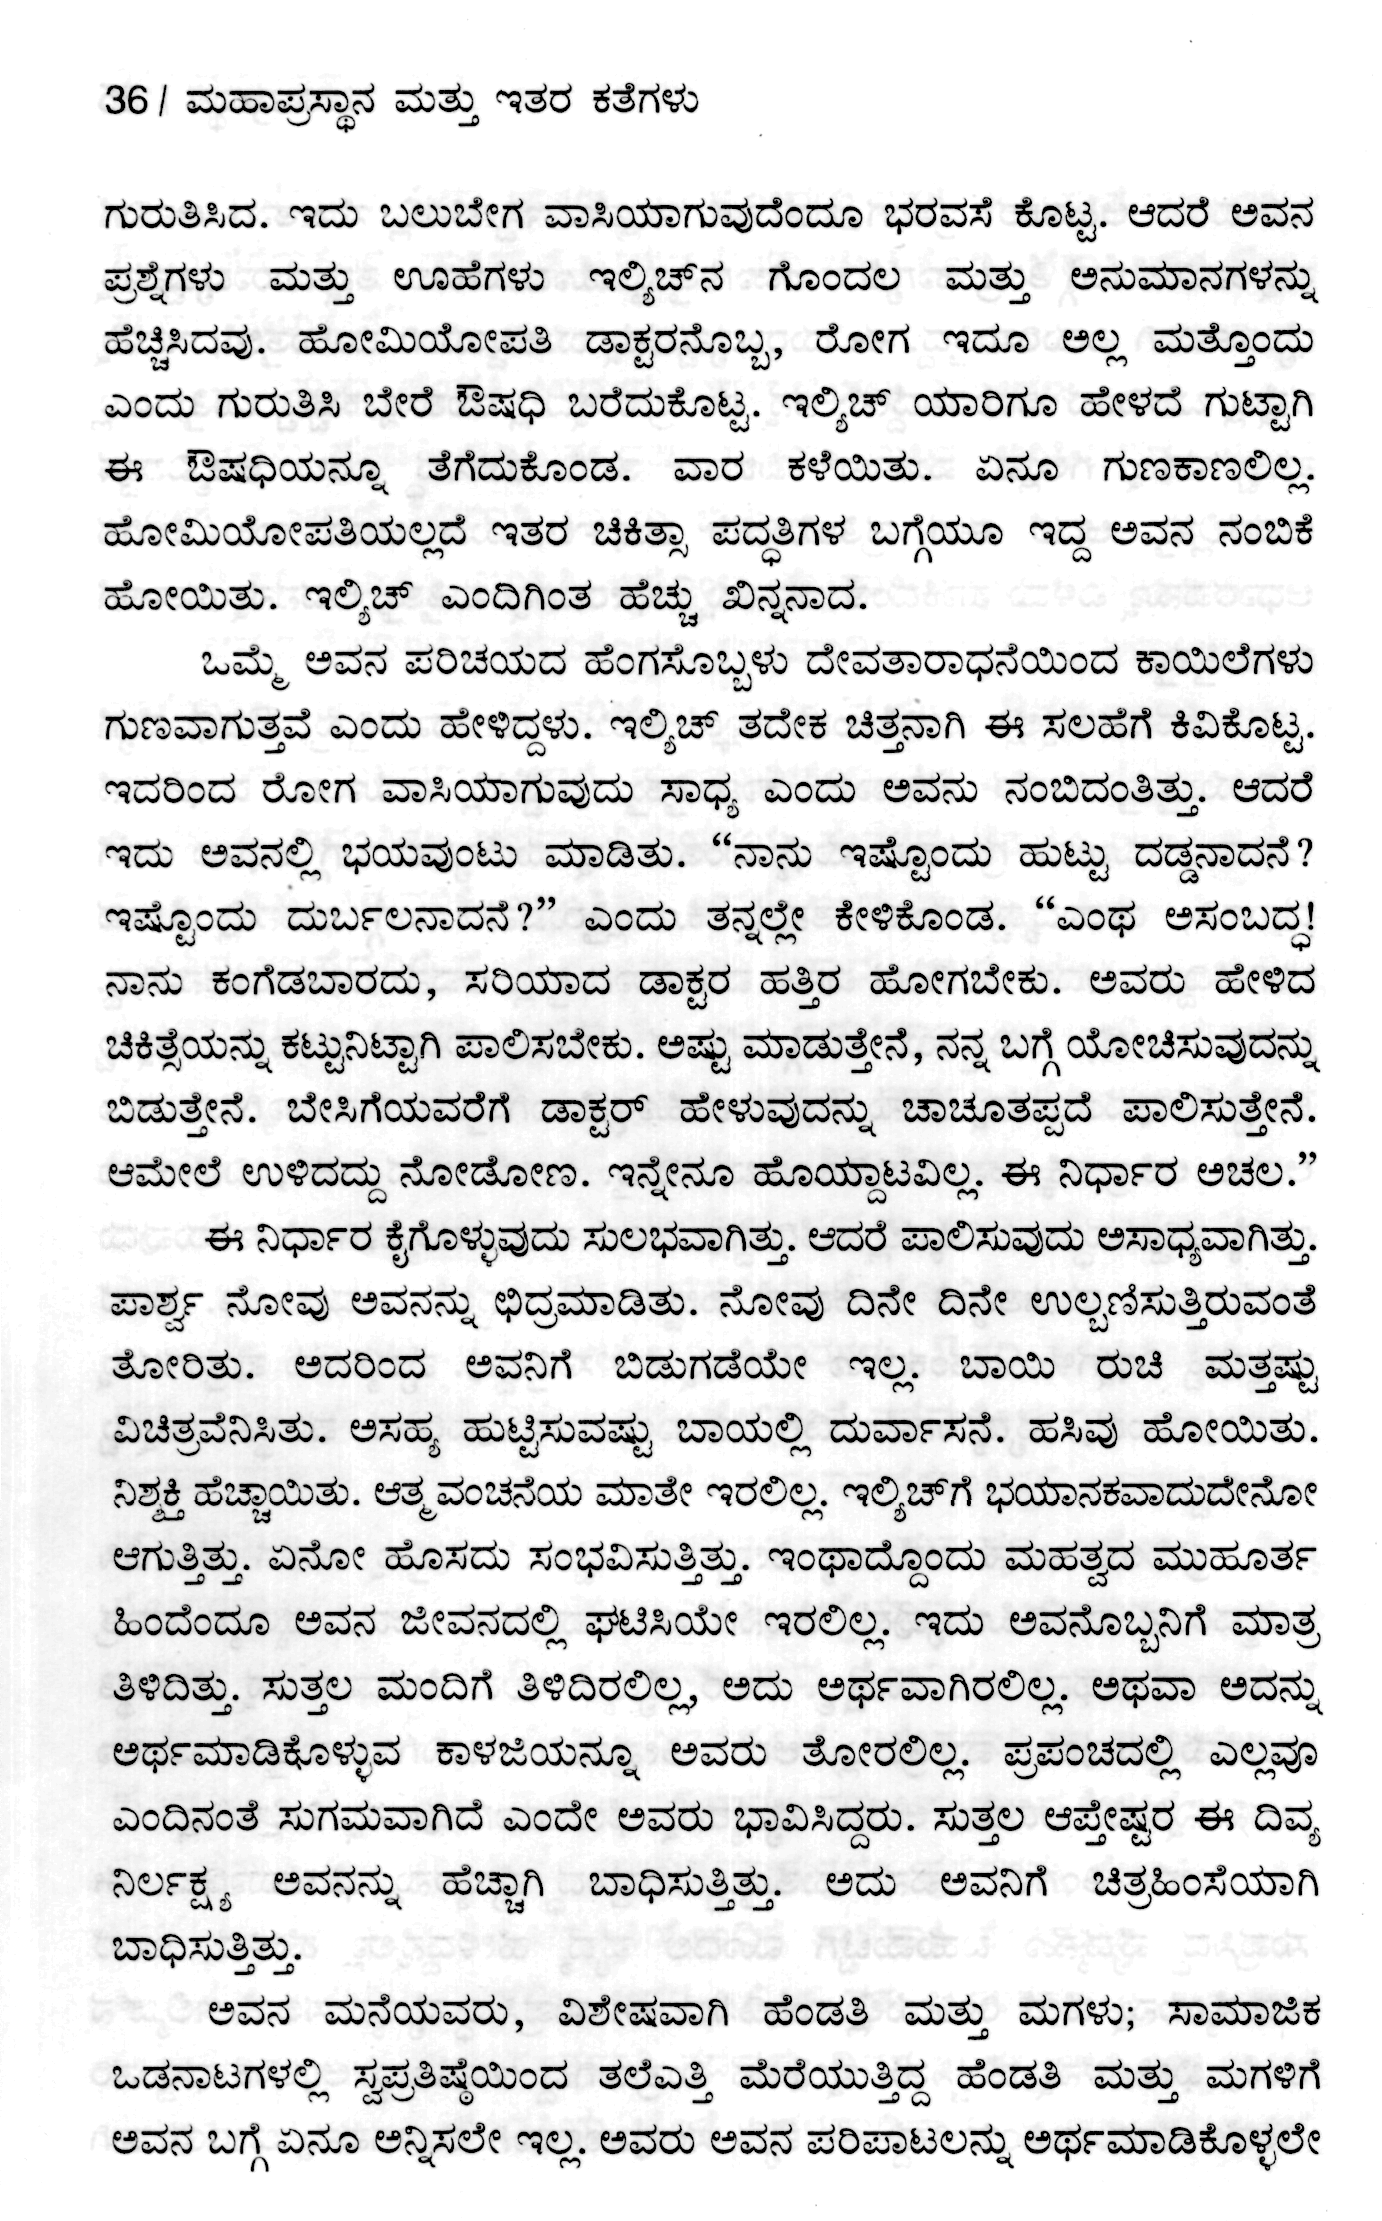 36/ ಮಹಾಪ್ರಸ್ಥಾನ ಮತ್ತು ಇತರ ಕತೆಗಳು
ಗುರುತಿಸಿದ. ಇದು ಬಲುಬೇಗ ವಾಸಿಯಾಗುವುದೆಂದೂ ಭರವಸೆ ಕೊಟ್ಟ. ಆದರೆ ಅವನ
ಪ್ರಶ್ನೆಗಳು ಮತ್ತು ಊಹೆಗಳು ಇಲ್ಯಿಚ್‌ನ ಗೊಂದಲ ಮತ್ತು ಅನುಮಾನಗಳನ್ನು
ಹೆಚ್ಚಿಸಿದವು. ಹೋಮಿಯೋಪತಿ ಡಾಕ್ಟರನೊಬ್ಬ, ರೋಗ ಇದೂ ಅಲ್ಲ ಮತ್ತೊಂದು
ಎಂದು ಗುರುತಿಸಿ ಬೇರೆ ಔಷಧಿ ಬರೆದುಕೊಟ್ಟ. ಇಲ್ಯಿಚ್ ಯಾರಿಗೂ ಹೇಳದೆ ಗುಟ್ಟಾಗಿ
ಈ ಔಷಧಿಯನ್ನೂ ತೆಗೆದುಕೊಂಡ. ವಾರ ಕಳೆಯಿತು. ಏನೂ ಗುಣಕಾಣಲಿಲ್ಲ.
ಹೋಮಿಯೋಪತಿಯಲ್ಲದೆ ಇತರ ಚಿಕಿತ್ಸಾ ಪದ್ಧತಿಗಳ ಬಗ್ಗೆಯೂ ಇದ್ದ ಅವನ ನಂಬಿಕೆ
ಹೋಯಿತು. ಇಲ್ಯಿಚ್ ಎಂದಿಗಿಂತ ಹೆಚ್ಚು ಖಿನ್ನನಾದ.
ಒಮ್ಮೆ ಅವನ ಪರಿಚಯದ ಹೆಂಗಸೊಬ್ಬಳು ದೇವತಾರಾಧನೆಯಿಂದ ಕಾಯಿಲೆಗಳು
ಗುಣವಾಗುತ್ತವೆ ಎಂದು ಹೇಳಿದ್ದಳು. ಇಲ್ಯಿಚ್ ತದೇಕ ಚಿತ್ತನಾಗಿ ಈ ಸಲಹೆಗೆ ಕಿವಿಕೊಟ್ಟ.
ಇದರಿಂದ ರೋಗ ವಾಸಿಯಾಗುವುದು ಸಾಧ್ಯ ಎಂದು ಅವನು ನಂಬಿದಂತಿತ್ತು. ಆದರೆ
ಇದು ಅವನಲ್ಲಿ ಭಯವುಂಟು ಮಾಡಿತು. “ನಾನು ಇಷ್ಟೊಂದು ಹುಟ್ಟು ದಡ್ಡನಾದನೆ?
ಇಷ್ಟೊಂದು ದುರ್ಬಲನಾದನೆ?” ಎಂದು ತನ್ನಲ್ಲೇ ಕೇಳಿಕೊಂಡ. “ಎಂಥ ಅಸಂಬದ್ಧ!
ನಾನು ಕಂಗೆಡಬಾರದು, ಸರಿಯಾದ ಡಾಕ್ಟರ ಹತ್ತಿರ ಹೋಗಬೇಕು. ಅವರು ಹೇಳಿದ
ಚಿಕಿತ್ಸೆಯನ್ನು ಕಟ್ಟುನಿಟ್ಟಾಗಿ ಪಾಲಿಸಬೇಕು. ಅಷ್ಟು ಮಾಡುತ್ತೇನೆ, ನನ್ನ ಬಗ್ಗೆ ಯೋಚಿಸುವುದನ್ನು
ಬಿಡುತ್ತೇನೆ. ಬೇಸಿಗೆಯವರೆಗೆ ಡಾಕ್ಟರ್ ಹೇಳುವುದನ್ನು ಚಾಚೂತಪ್ಪದೆ ಪಾಲಿಸುತ್ತೇನೆ.
ಆಮೇಲೆ ಉಳಿದದ್ದು ನೋಡೋಣ. ಇನ್ನೇನೂ ಹೊಯ್ದಾಟವಿಲ್ಲ. ಈ ನಿರ್ಧಾರ ಅಚಲ.”
ಈ ನಿರ್ಧಾರ ಕೈಗೊಳ್ಳುವುದು ಸುಲಭವಾಗಿತ್ತು. ಆದರೆ ಪಾಲಿಸುವುದು ಅಸಾಧ್ಯವಾಗಿತ್ತು.
ಪಾರ್ಶ್ವ ನೋವು ಅವನನ್ನು ಛಿದ್ರಮಾಡಿತು. ನೋವು ದಿನೇ ದಿನೇ ಉಲ್ಬಣಿಸುತ್ತಿರುವಂತೆ
ತೋರಿತು. ಅದರಿಂದ ಅವನಿಗೆ ಬಿಡುಗಡೆಯೇ ಇಲ್ಲ. ಬಾಯಿ ರುಚಿ ಮತ್ತಷ್ಟು
ವಿಚಿತ್ರವೆನಿಸಿತು. ಅಸಹ್ಯ ಹುಟ್ಟಿಸುವಷ್ಟು ಬಾಯಲ್ಲಿ ದುರ್ವಾಸನೆ. ಹಸಿವು ಹೋಯಿತು.
ನಿಶ್ಶಕ್ತಿ ಹೆಚ್ಚಾಯಿತು. ಆತ್ಮವಂಚನೆಯ ಮಾತೇ ಇರಲಿಲ್ಲ. ಇಲ್ಯಿಚ್‌ಗೆ ಭಯಾನಕವಾದುದೇನೋ
ಆಗುತ್ತಿತ್ತು. ಏನೋ ಹೊಸದು ಸಂಭವಿಸುತ್ತಿತ್ತು. ಇಂಥಾದ್ದೊಂದು ಮಹತ್ವದ ಮುಹೂರ್ತ
ಹಿಂದೆಂದೂ ಅವನ ಜೀವನದಲ್ಲಿ ಘಟಿಸಿಯೇ ಇರಲಿಲ್ಲ. ಇದು ಅವನೊಬ್ಬನಿಗೆ ಮಾತ್ರ
ತಿಳಿದಿತ್ತು. ಸುತ್ತಲ ಮಂದಿಗೆ ತಿಳಿದಿರಲಿಲ್ಲ, ಅದು ಅರ್ಥವಾಗಿರಲಿಲ್ಲ. ಅಥವಾ ಅದನ್ನು
ಅರ್ಥಮಾಡಿಕೊಳ್ಳುವ ಕಾಳಜಿಯನ್ನೂ ಅವರು ತೋರಲಿಲ್ಲ. ಪ್ರಪಂಚದಲ್ಲಿ ಎಲ್ಲವೂ
ಎಂದಿನಂತೆ ಸುಗಮವಾಗಿದೆ ಎಂದೇ ಅವರು ಭಾವಿಸಿದ್ದರು. ಸುತ್ತಲ ಆಪ್ತೇಷ್ಟರ ಈ ದಿವ್ಯ
ನಿರ್ಲಕ್ಷ್ಯ ಅವನನ್ನು ಹೆಚ್ಚಾಗಿ ಬಾಧಿಸುತ್ತಿತ್ತು. ಅದು ಅವನಿಗೆ ಚಿತ್ರಹಿಂಸೆಯಾಗಿ
ಬಾಧಿಸುತ್ತಿತ್ತು.
ಅವನ ಮನೆಯವರು, ವಿಶೇಷವಾಗಿ ಹೆಂಡತಿ ಮತ್ತು ಮಗಳು; ಸಾಮಾಜಿಕ
ಒಡನಾಟಗಳಲ್ಲಿ ಸ್ವಪ್ರತಿಷ್ಠೆಯಿಂದ ತಲೆಎತ್ತಿ ಮೆರೆಯುತ್ತಿದ್ದ ಹೆಂಡತಿ ಮತ್ತು ಮಗಳಿಗೆ
ಅವನ ಬಗ್ಗೆ ಏನೂ ಅನ್ನಿಸಲೇ ಇಲ್ಲ. ಅವರು ಅವನ ಪರಿಪಾಟಲನ್ನು ಅರ್ಥಮಾಡಿಕೊಳ್ಳಲೇ